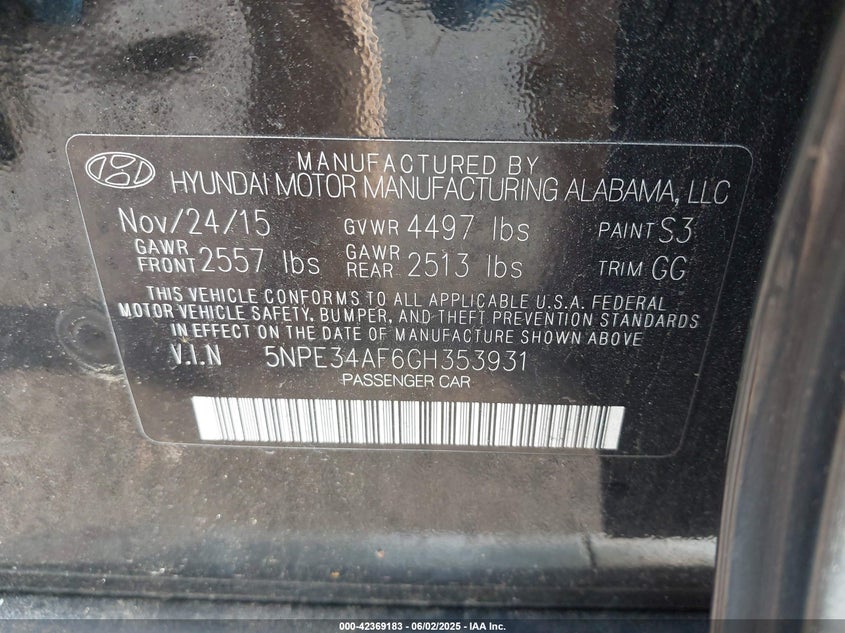 MANUFACTURED BY
HYUNDAI MOTOR MANUFACTURING ALABAMA, LLC
Nov/24/15 GVWR 4497 lbs PAINT S3
GAWR FRONT 2557 lbs GAWR REAR 2513 lbs TRIM GG
THIS VEHICLE CONFORMS TO ALL APPLICABLE U.S.A. FEDERAL
MOTOR VEHICLE SAFETY, BUMPER, AND THEFT PREVENTION STANDARDS
IN EFFECT ON THE DATE OF MANUFACTURE SHOWN ABOVE
V.I.N 5NPE34AF6GH353931
PASSENGER CAR
000-42369183 - 06/02/2025 - IAA Inc.